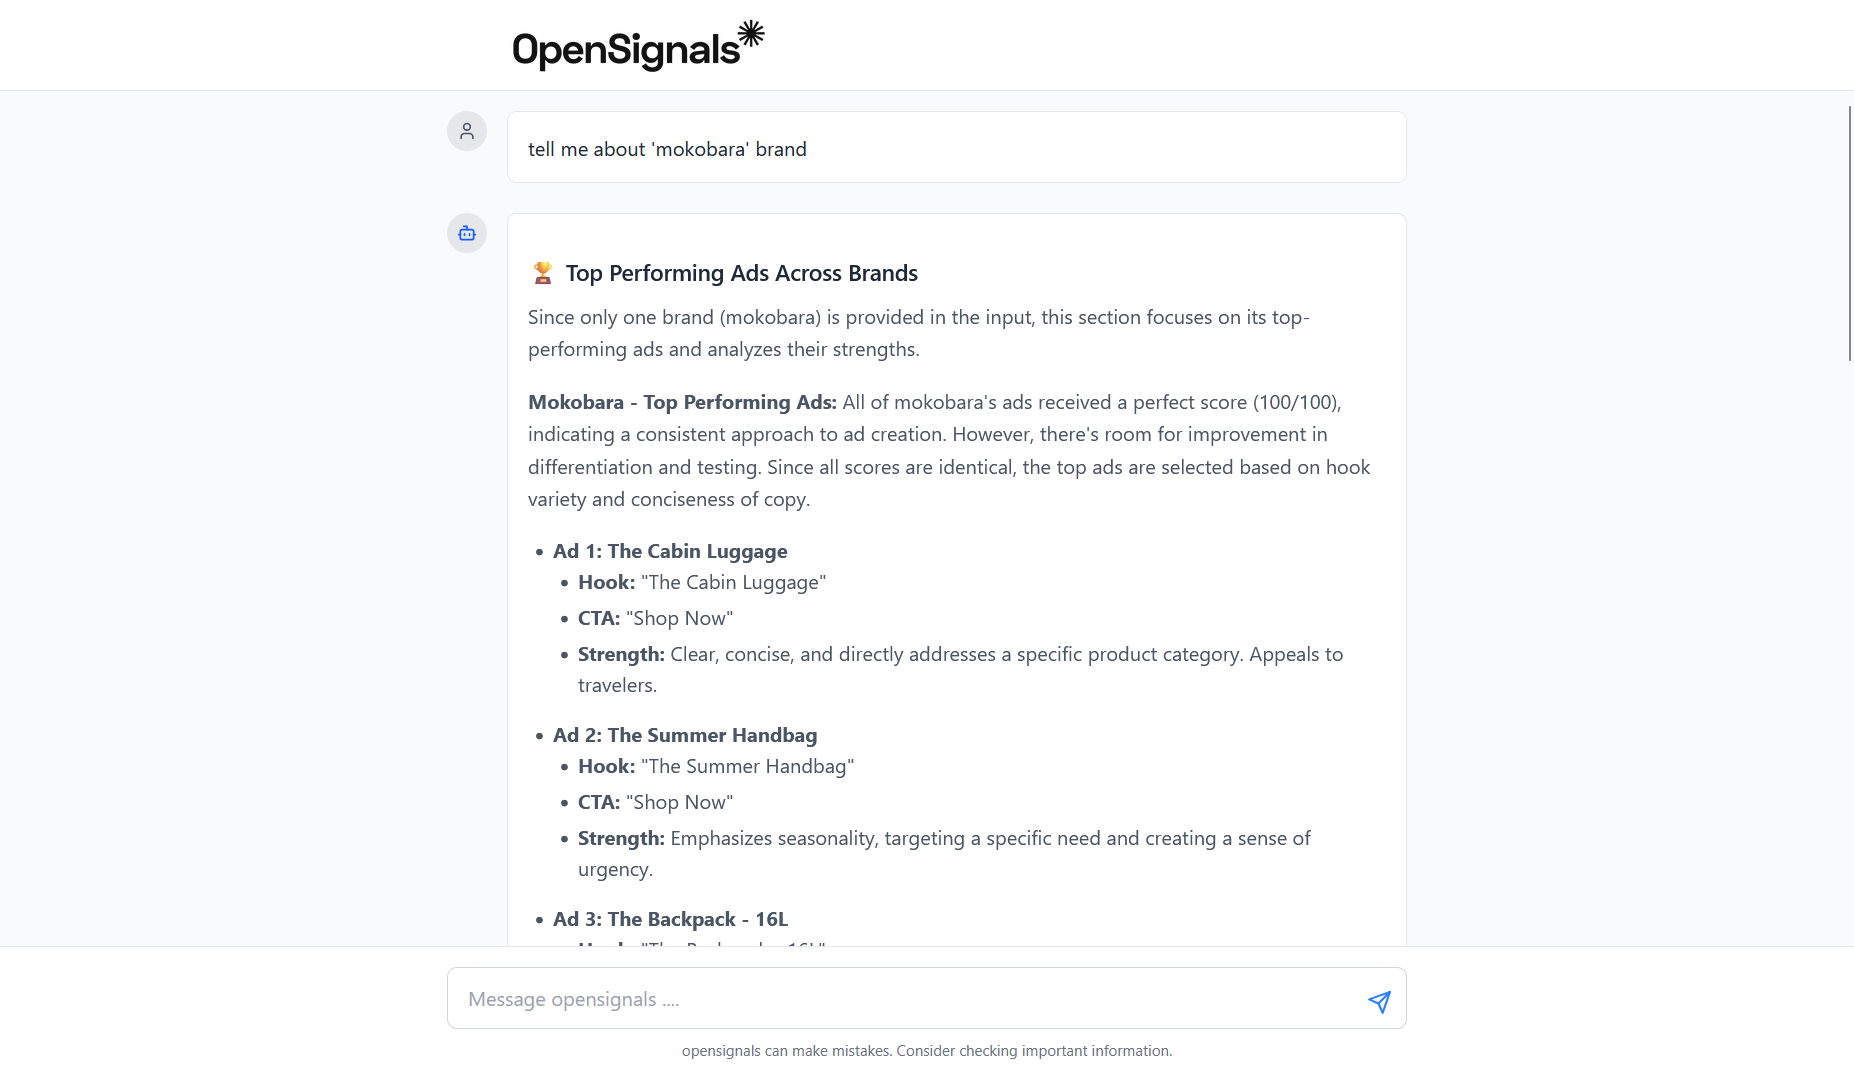 OpenSignals
tell me about 'mokobara' brand
🏆 Top Performing Ads Across Brands
Since only one brand (mokobara) is provided in the input, this section focuses on its top-
performing ads and analyzes their strengths.
Mokobara - Top Performing Ads: All of mokobara's ads received a perfect score (100/100),
indicating a consistent approach to ad creation. However, there's room for improvement in
differentiation and testing. Since all scores are identical, the top ads are selected based on hook
variety and conciseness of copy.
• Ad 1: The Cabin Luggage
• Hook: "The Cabin Luggage"
• CTA: "Shop Now"
• Strength: Clear, concise, and directly addresses a specific product category. Appeals to
travelers.
• Ad 2: The Summer Handbag
• Hook: "The Summer Handbag"
• CTA: "Shop Now"
• Strength: Emphasizes seasonality, targeting a specific need and creating a sense of
urgency.
• Ad 3: The Backpack - 16L
Message opensignals ....
opensignals can make mistakes. Consider checking important information.